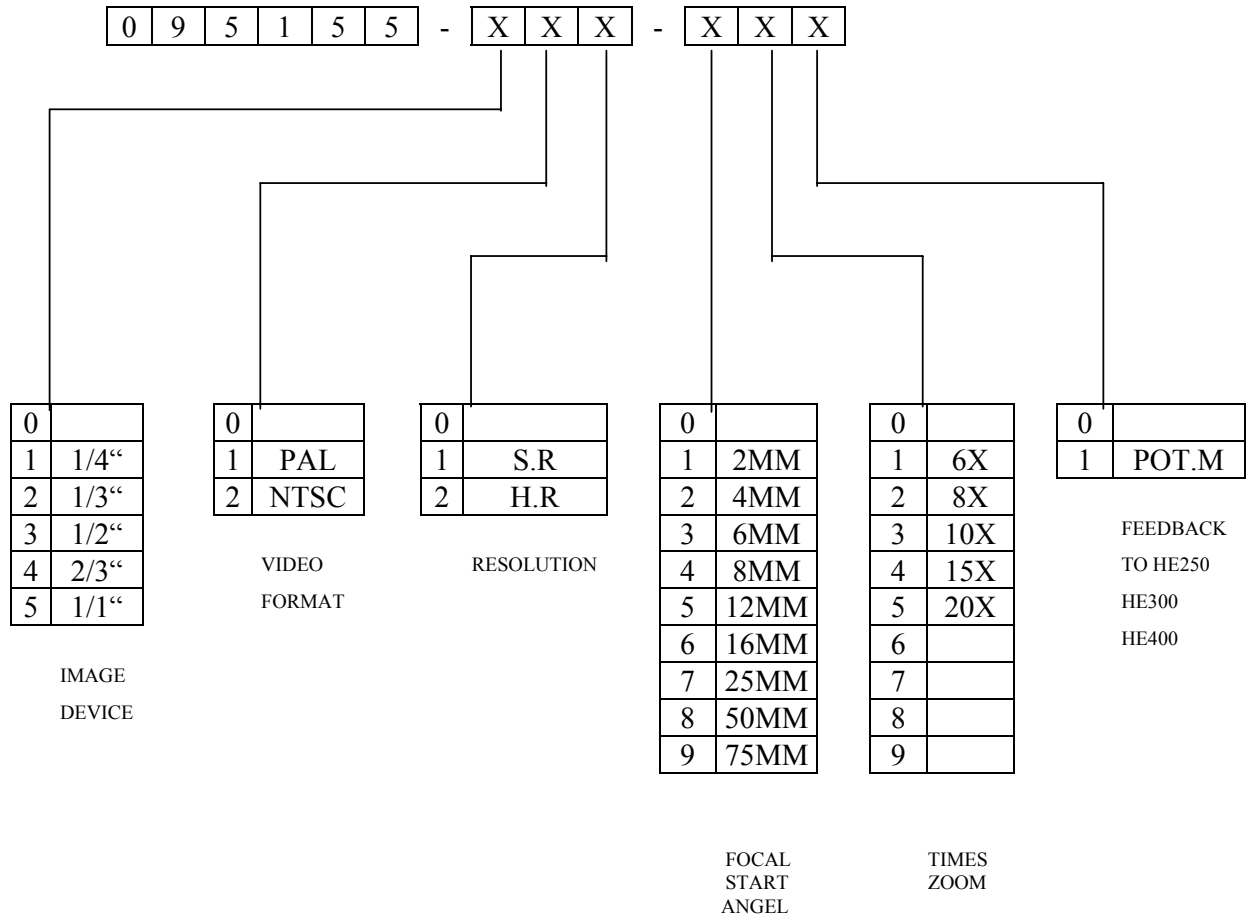 0 9 5 1 5 5 - X X X - X X X
0
1 1/4“
2 1/3“
3 1/2“
4 2/3“
5 1/1“
IMAGE
DEVICE
0
1 PAL
2 NTSC
VIDEO
FORMAT
0
1 S.R
2 H.R
RESOLUTION
0
1 2MM
2 4MM
3 6MM
4 8MM
5 12MM
6 16MM
7 25MM
8 50MM
9 75MM
FOCAL
START
ANGEL
0
1 6X
2 8X
3 10X
4 15X
5 20X
6
7
8
9
TIMES
ZOOM
0
1 POT.M
FEEDBACK
TO HE250
HE300
HE400